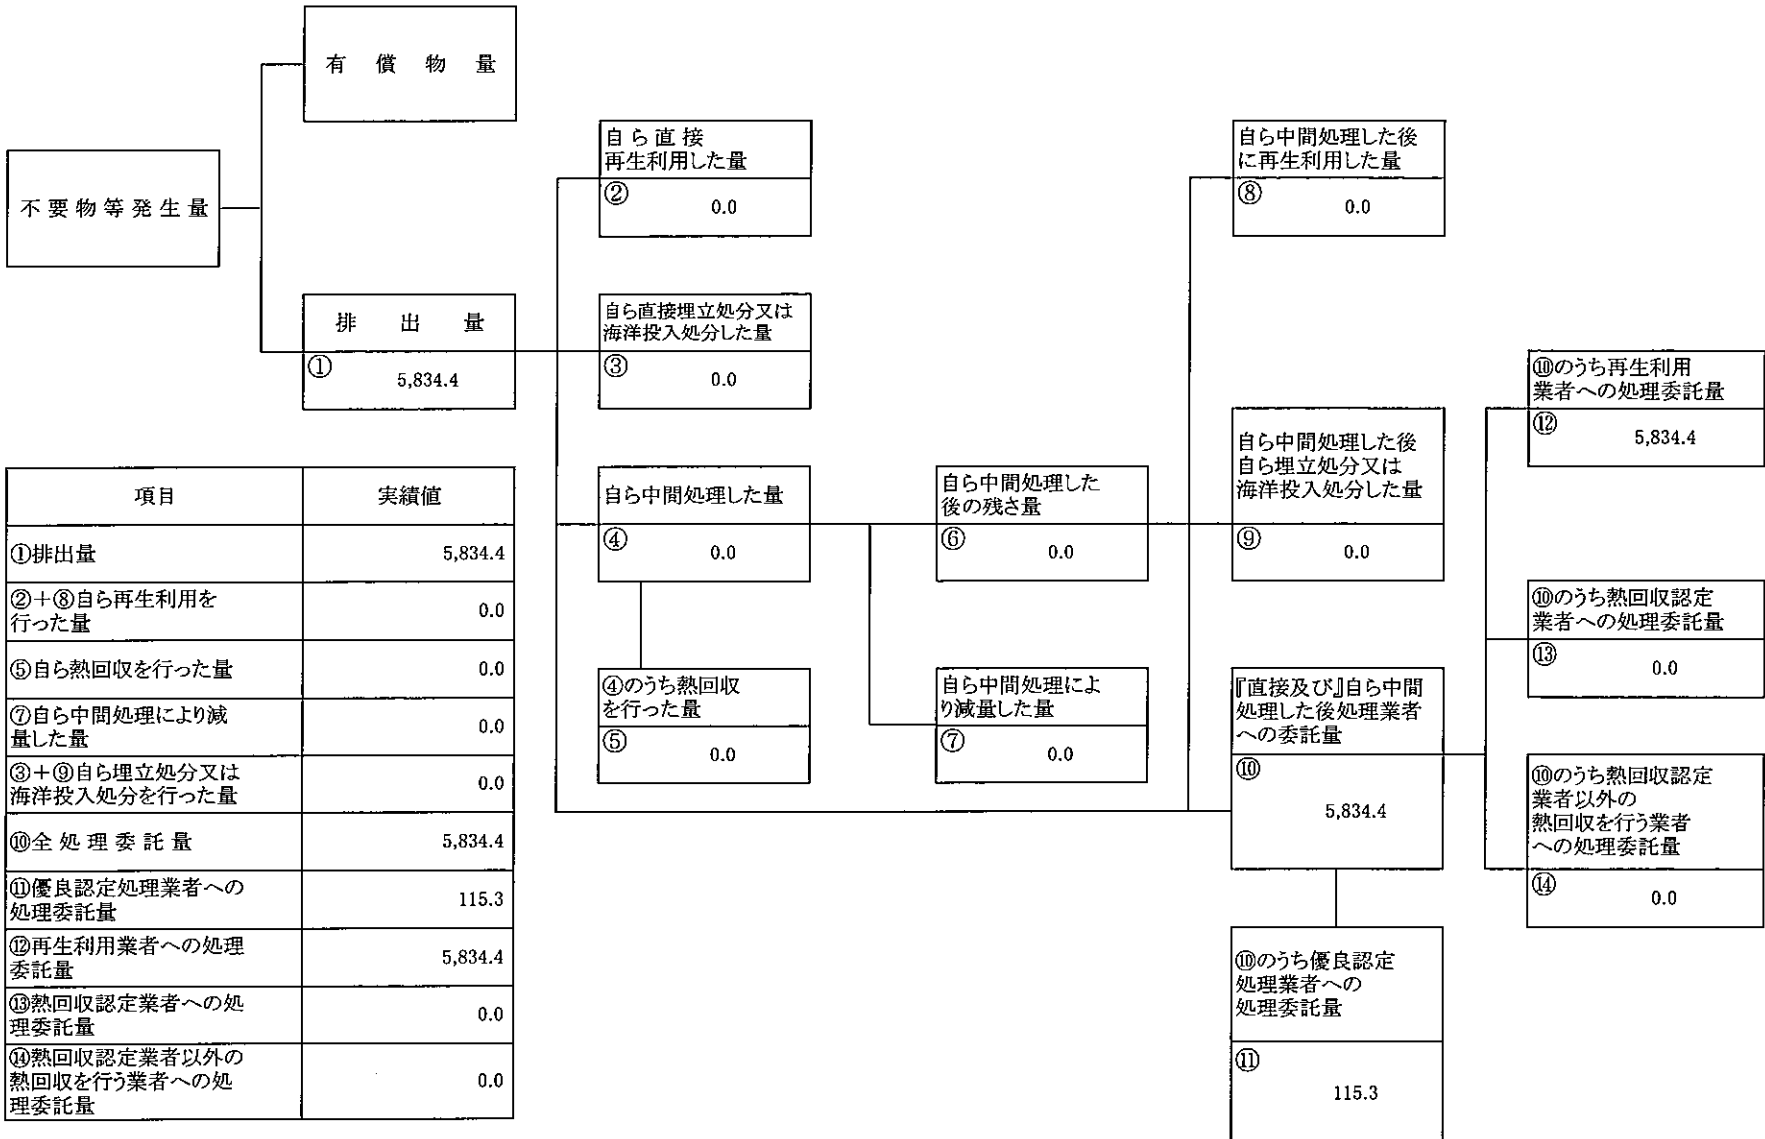 有償物量
不要物等発生量
排出量
①
5,834.4
自ら直接
再生利用した量
②
0.0
自ら直接埋立処分又は
海洋投入処分した量
③
0.0
自ら中間処理した量
④
0.0
④のうち熱回収
を行った量
⑤
0.0
自ら中間処理した
後の残さ量
⑥
0.0
自ら中間処理によ
り減量した量
⑦
0.0
自ら中間処理した後
に再生利用した量
⑧
0.0
自ら中間処理した後
自ら埋立処分又は
海洋投入処分した量
⑨
0.0
『直接及び』自ら中間
処理した後処理業者
への委託量
⑩
5,834.4
⑩のうち優良認定
処理業者への
処理委託量
⑪
115.3
⑩のうち再生利用
業者への処理委託量
⑫
5,834.4
⑩のうち熱回収認定
業者への処理委託量
⑬
0.0
⑩のうち熱回収認定
業者以外の
熱回収を行う業者
への処理委託量
⑭
0.0
項目 実績値
①排出量 5,834.4
②+⑧自ら再生利用を
行った量 0.0
⑤自ら熱回収を行った量 0.0
⑦自ら中間処理により減
量した量 0.0
③+⑨自ら埋立処分又は
海洋投入処分を行った量 0.0
⑩全処理委託量 5,834.4
⑪優良認定処理業者への
処理委託量 115.3
⑫再生利用業者への処理
委託量 5,834.4
⑬熱回収認定業者への処
理委託量 0.0
⑭熱回収認定業者以外の
熱回収を行う業者への処
理委託量 0.0